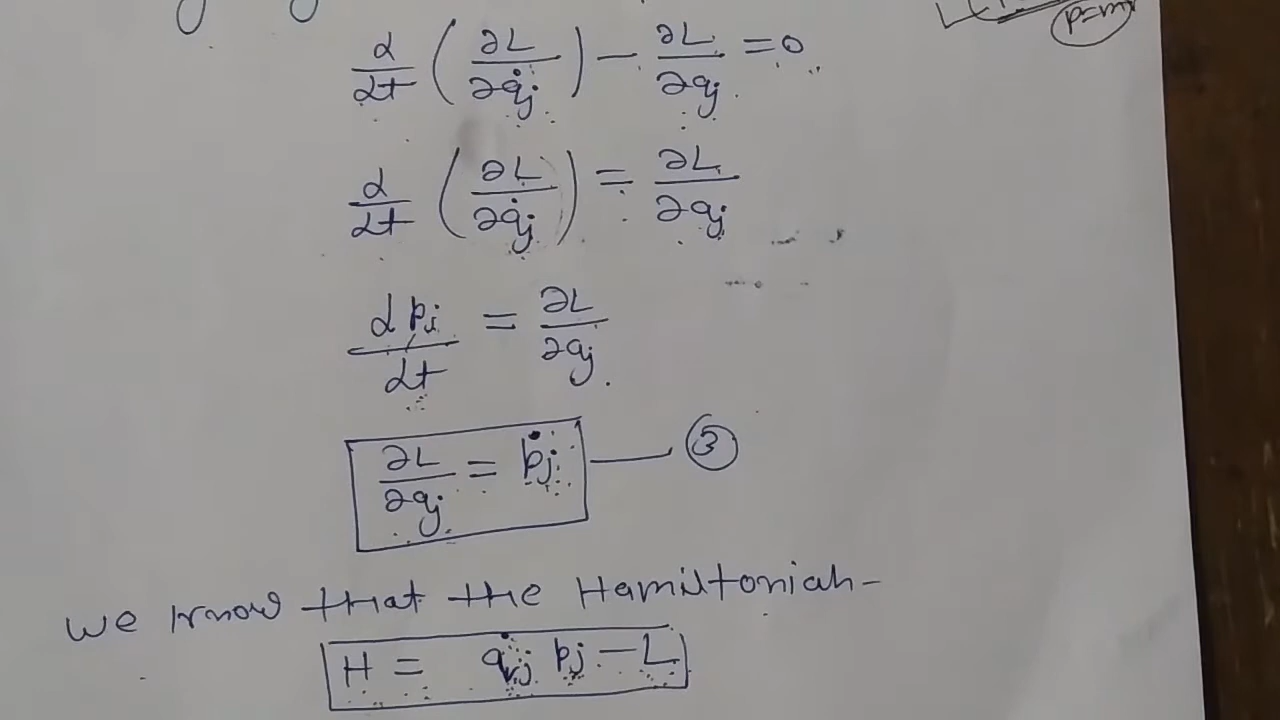 p=mv
d/dt (∂L/∂q̇j) − ∂L/∂qj = 0
d/dt (∂L/∂q̇j) = ∂L/∂qj
dpj/dt = ∂L/∂qj
∂L/∂qj = ṗj — ③
We know that the Hamiltonian-
H = q̇j pj − L